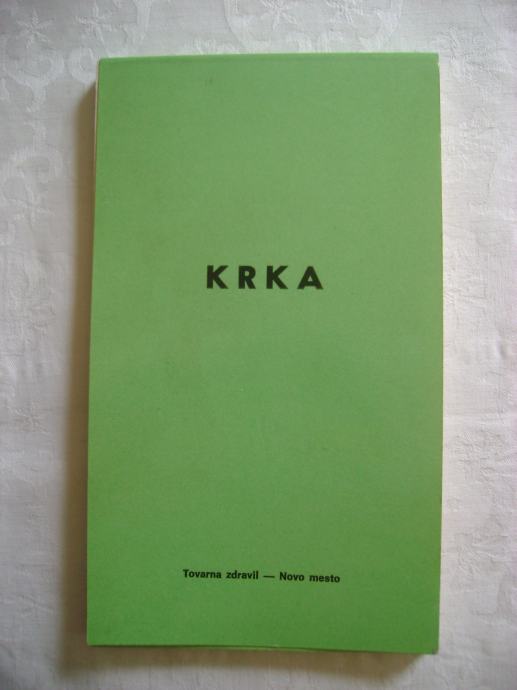 KRKA
Tovarna zdravil — Novo mesto